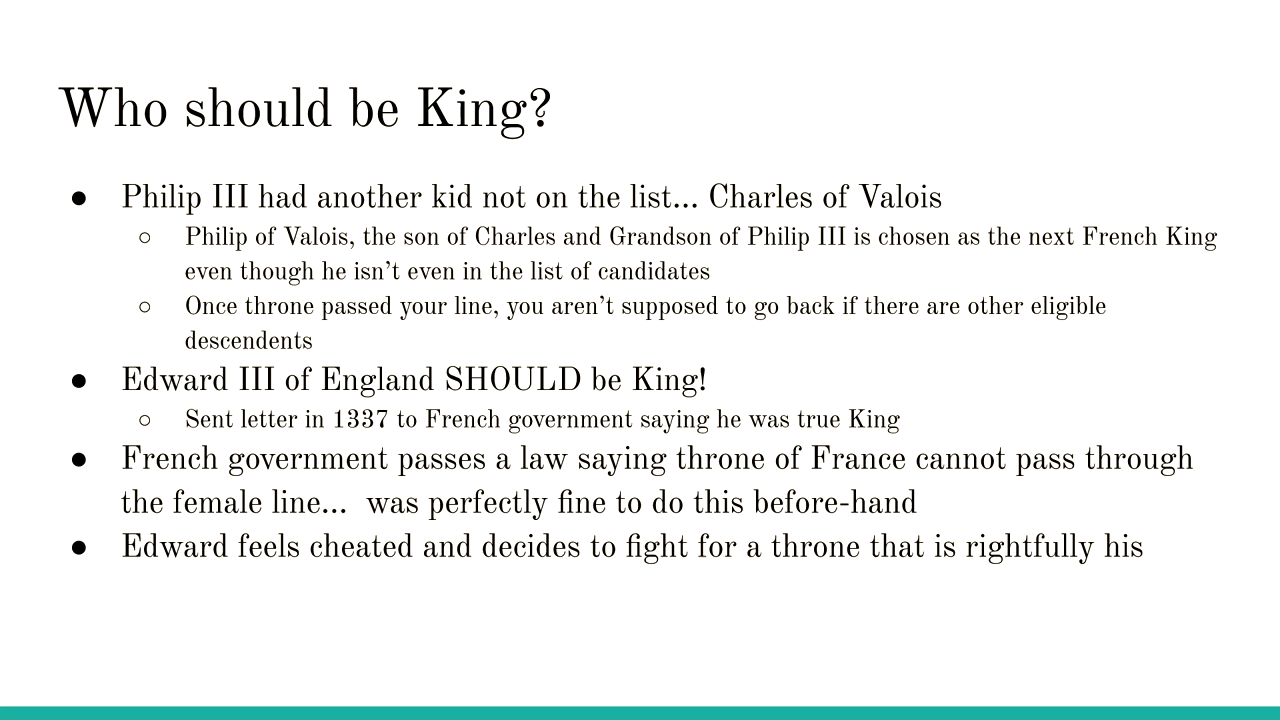 Who should be King?
● Philip III had another kid not on the list... Charles of Valois
○ Philip of Valois, the son of Charles and Grandson of Philip III is chosen as the next French King
even though he isn’t even in the list of candidates
○ Once throne passed your line, you aren’t supposed to go back if there are other eligible
descendents
● Edward III of England SHOULD be King!
○ Sent letter in 1337 to French government saying he was true King
● French government passes a law saying throne of France cannot pass through
the female line...  was perfectly fine to do this before-hand
● Edward feels cheated and decides to fight for a throne that is rightfully his